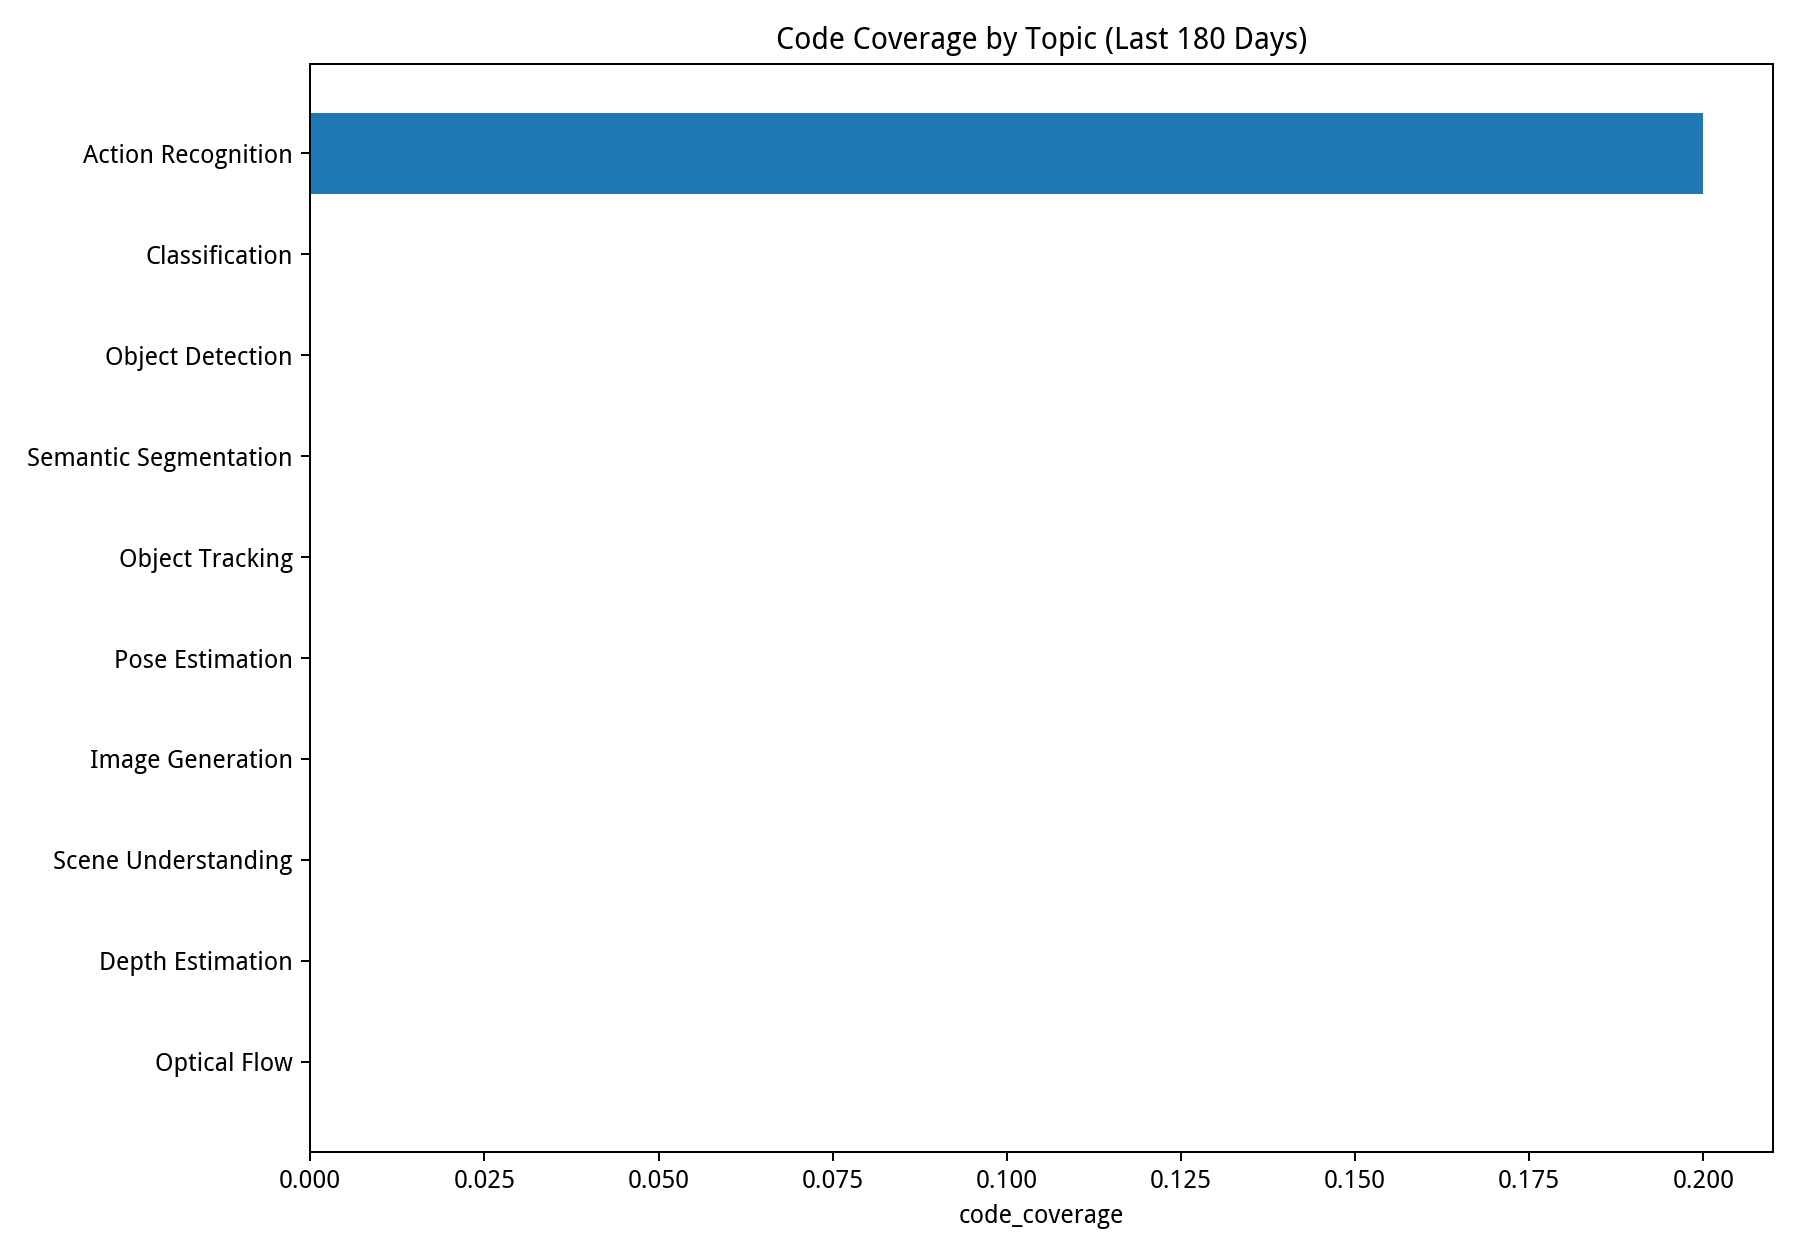 Code Coverage by Topic (Last 180 Days)
Action Recognition
Classification
Object Detection
Semantic Segmentation
Object Tracking
Pose Estimation
Image Generation
Scene Understanding
Depth Estimation
Optical Flow
0.000 0.025 0.050 0.075 0.100 0.125 0.150 0.175 0.200
code_coverage